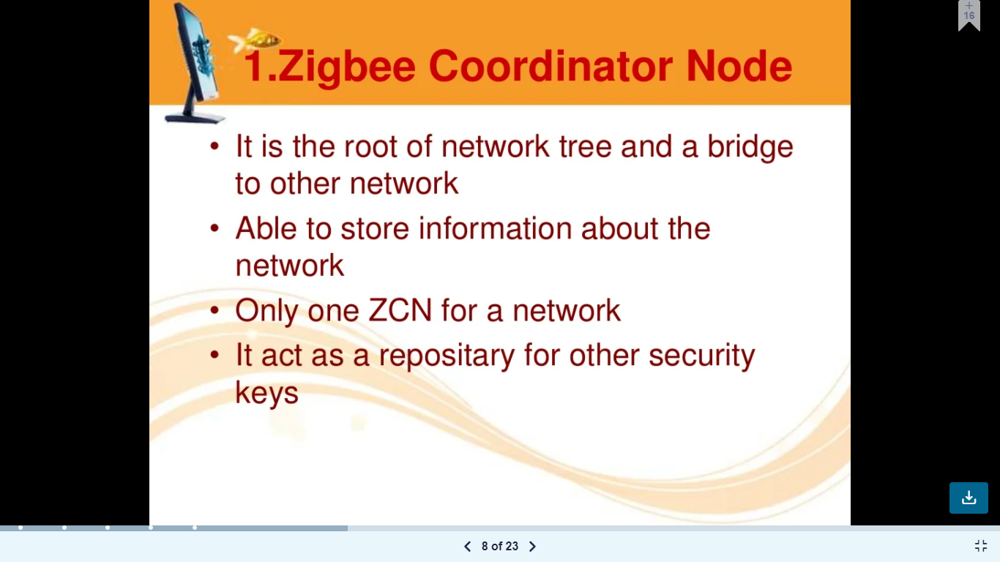 +
16
1.Zigbee Coordinator Node
• It is the root of network tree and a bridge
to other network
• Able to store information about the
network
• Only one ZCN for a network
• It act as a repositary for other security
keys
8 of 23